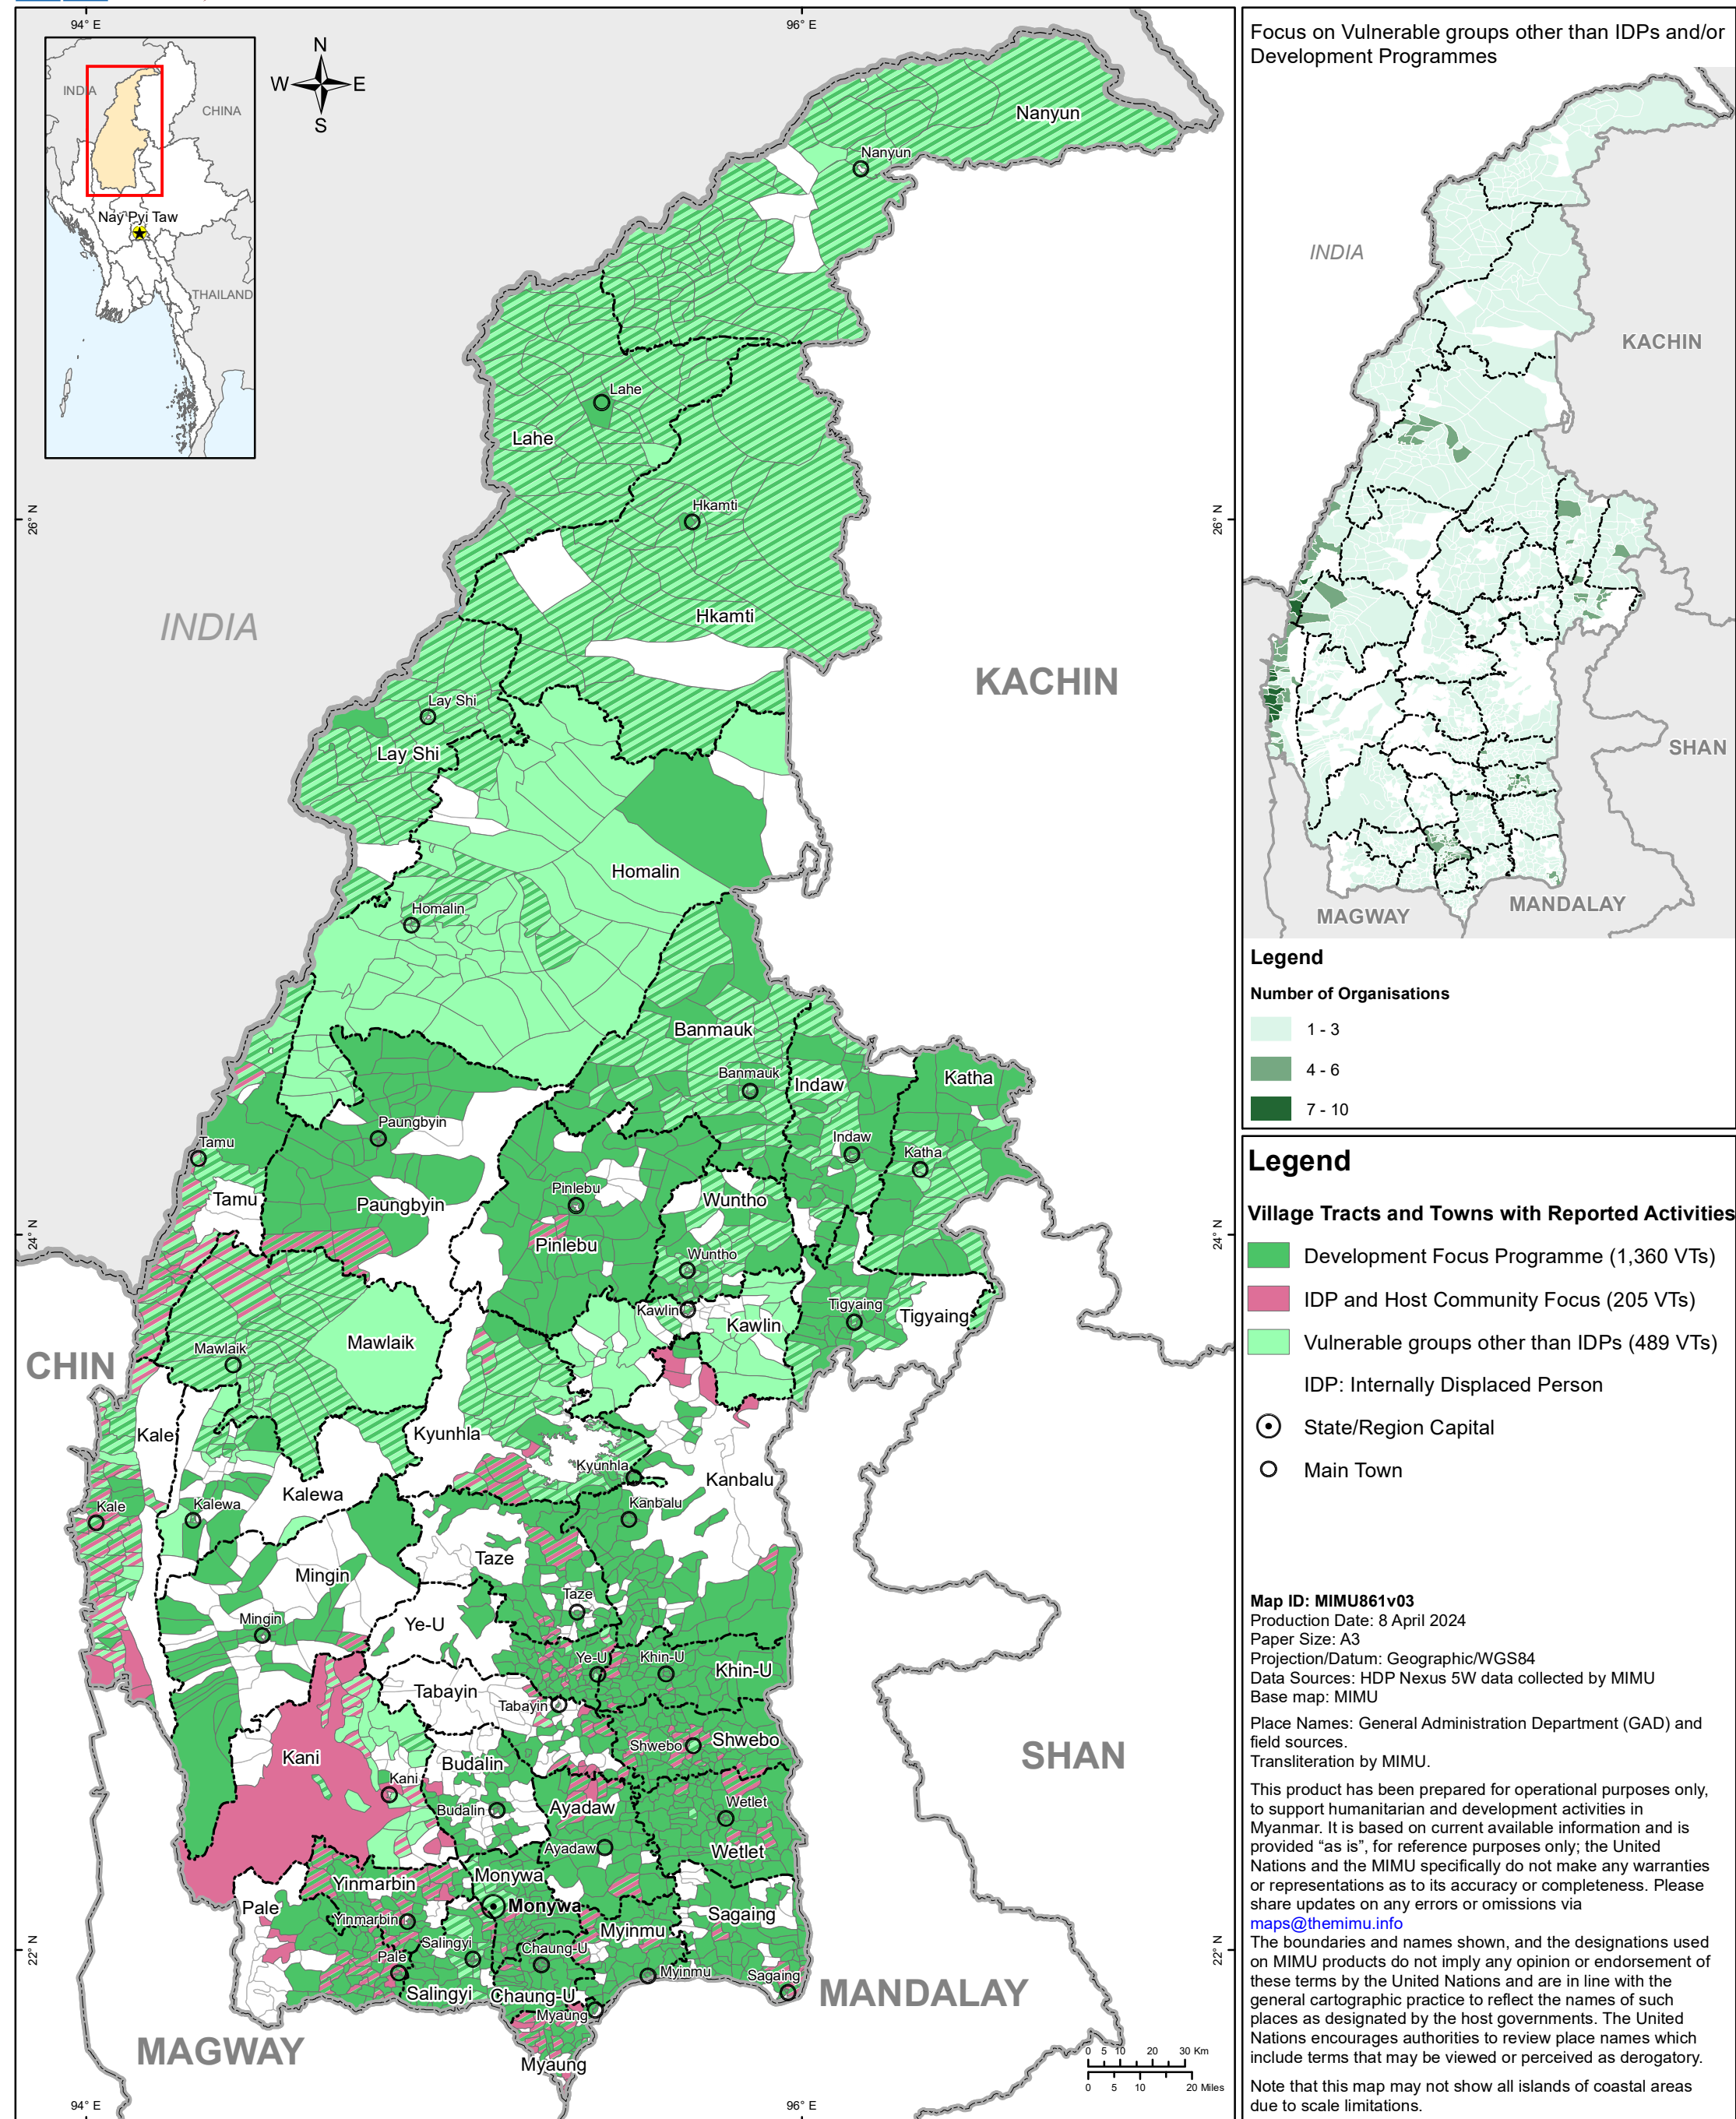 94° E
96° E
INDIA
CHINA
Nay Pyi Taw
THAILAND
N
W
E
S
Nanyun
Nanyun
Lahe
Lahe
26° N
Hkamti
26° N
Hkamti
INDIA
KACHIN
Lay Shi
Lay Shi
Homalin
Homalin
Banmauk
Banmauk
Indaw
Katha
Paungbyin
Tamu
Indaw
Katha
Pinlebu
Tamu
Paungbyin
Wuntho
24° N
Pinlebu
Wuntho
24° N
Kawlin
Kawlin
Tigyaing
Tigyaing
Mawlaik
Mawlaik
CHIN
Kale
Kyunhla
Kyunhla
Kanbalu
Kale
Kalewa
Kalewa
Kanbalu
Taze
Mingin
Taze
Mingin
Ye-U
Ye-U
Khin-U
Khin-U
Tabayin
Tabayin
Shwebo
Shwebo
SHAN
Kani
Kani
Budalin
Budalin
Ayadaw
Wetlet
Ayadaw
Wetlet
Yinmarbin
Monywa
Pale
Monywa
Sagaing
Yinmarbin
Myinmu
Salingyi
Chaung-U
22° N
Pale
Myinmu
Sagaing
22° N
Salingyi
Chaung-U
MANDALAY
Myaung
MAGWAY
Myaung
0 5 10 20 30 Km
0 5 10 20 Miles
94° E
96° E
Focus on Vulnerable groups other than IDPs and/or
Development Programmes
INDIA
KACHIN
SHAN
MAGWAY
MANDALAY
Legend
Number of Organisations
1 - 3
4 - 6
7 - 10
Legend
Village Tracts and Towns with Reported Activities
Development Focus Programme (1,360 VTs)
IDP and Host Community Focus (205 VTs)
Vulnerable groups other than IDPs (489 VTs)
IDP: Internally Displaced Person
State/Region Capital
Main Town
Map ID: MIMU861v03
Production Date: 8 April 2024
Paper Size: A3
Projection/Datum: Geographic/WGS84
Data Sources: HDP Nexus 5W data collected by MIMU
Base map: MIMU
Place Names: General Administration Department (GAD) and
field sources.
Transliteration by MIMU.
This product has been prepared for operational purposes only,
to support humanitarian and development activities in
Myanmar. It is based on current available information and is
provided “as is”, for reference purposes only; the United
Nations and the MIMU specifically do not make any warranties
or representations as to its accuracy or completeness. Please
share updates on any errors or omissions via
maps@themimu.info
The boundaries and names shown, and the designations used
on MIMU products do not imply any opinion or endorsement of
these terms by the United Nations and are in line with the
general cartographic practice to reflect the names of such
places as designated by the host governments. The United
Nations encourages authorities to review place names which
include terms that may be viewed or perceived as derogatory.
Note that this map may not show all islands of coastal areas
due to scale limitations.